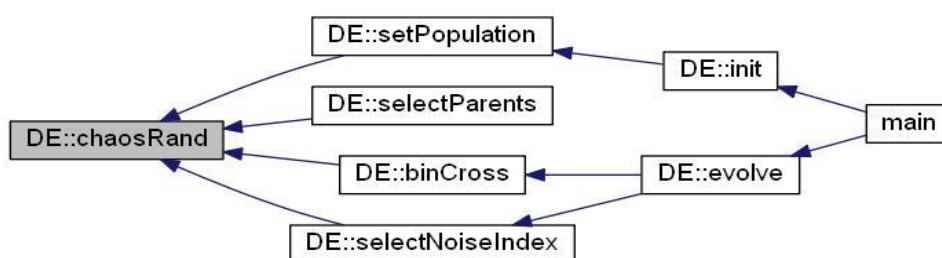 DE::setPopulation
DE::init
DE::selectParents
main
DE::chaosRand
DE::binCross
DE::evolve
DE::selectNoiseIndex